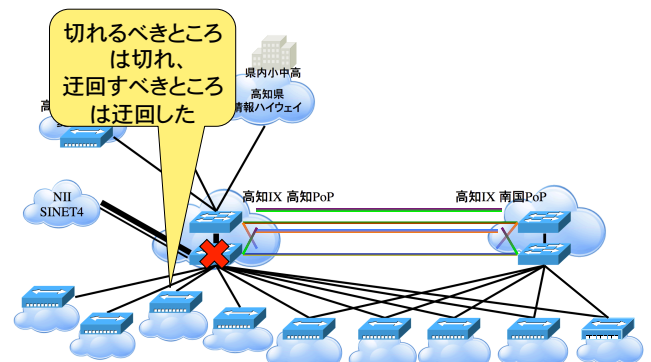 切れるべきところ
は切れ、
迂回すべきところ
は迂回した
県内小中高
高知県
情報ハイウェイ
高
NII
SINET4
高知IX 高知PoP
高知IX 南国PoP